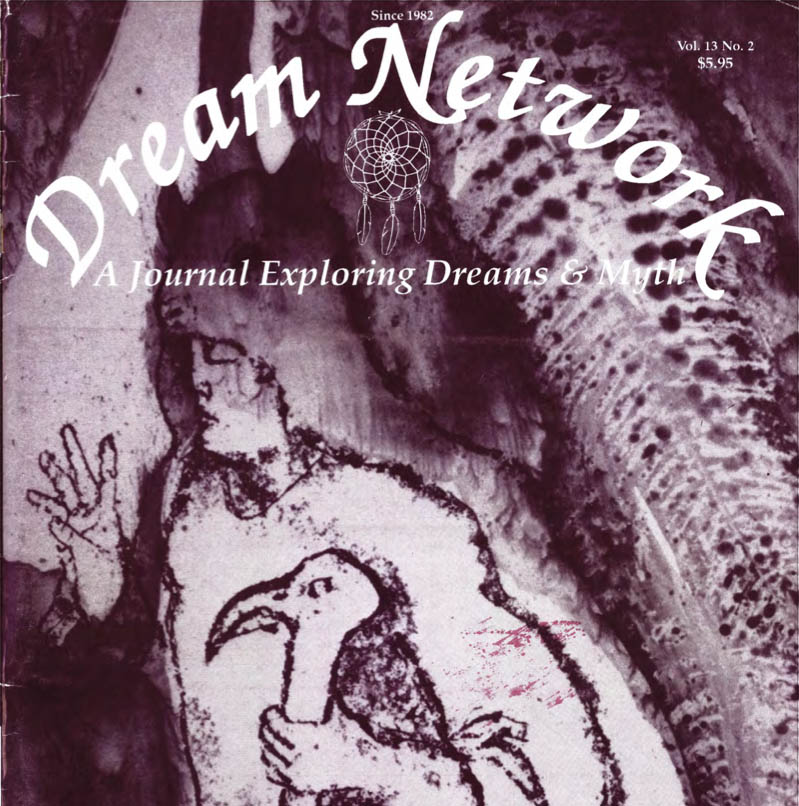 Since 1982
Vol. 13 No. 2
$5.95
Dream Network
A Journal Exploring Dreams & Myth